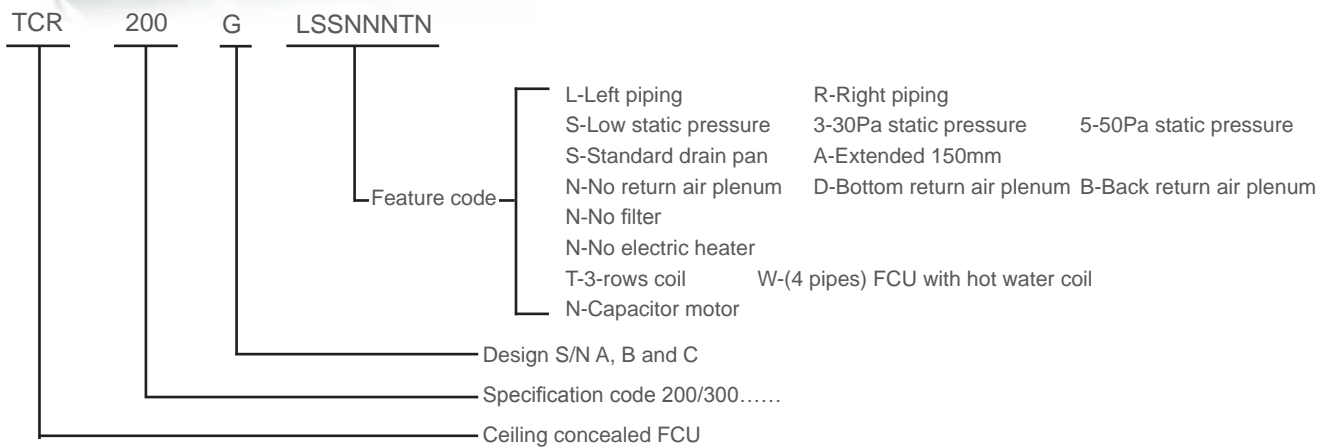 TCR 200 G LSSNNNTN
L-Left piping R-Right piping
S-Low static pressure 3-30Pa static pressure 5-50Pa static pressure
S-Standard drain pan A-Extended 150mm
N-No return air plenum D-Bottom return air plenum B-Back return air plenum
Feature code
N-No filter
N-No electric heater
T-3-rows coil W-(4 pipes) FCU with hot water coil
N-Capacitor motor
Design S/N A, B and C
Specification code 200/300……
Ceiling concealed FCU